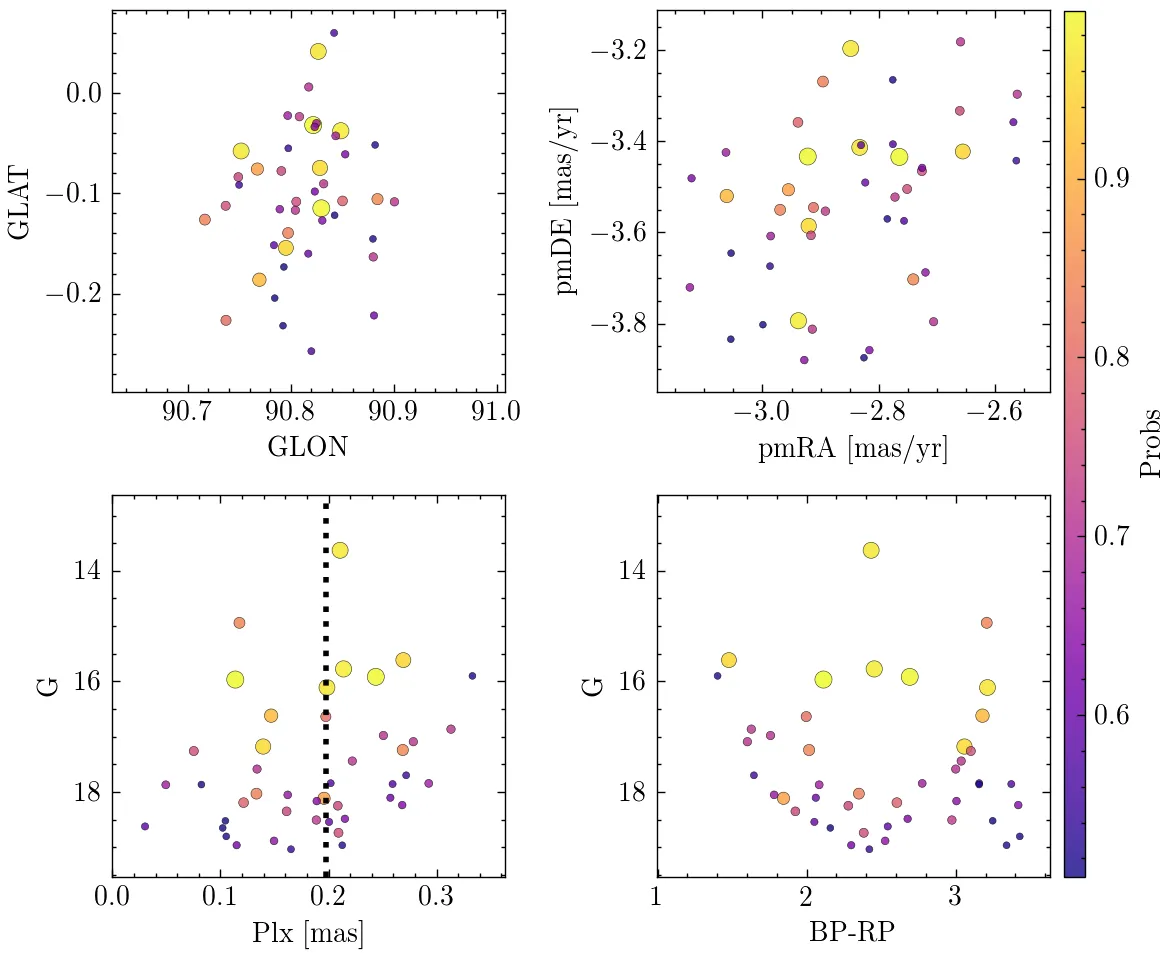 0.0
−0.1
−0.2
GLAT
90.7 90.8 90.9 91.0
GLON
−3.2
−3.4
−3.6
−3.8
pmDE [mas/yr]
−3.0 −2.8 −2.6
pmRA [mas/yr]
14
16
18
G
0.0 0.1 0.2 0.3
Plx [mas]
14
16
18
G
1 2 3
BP-RP
0.9
0.8
0.7
0.6
Probs